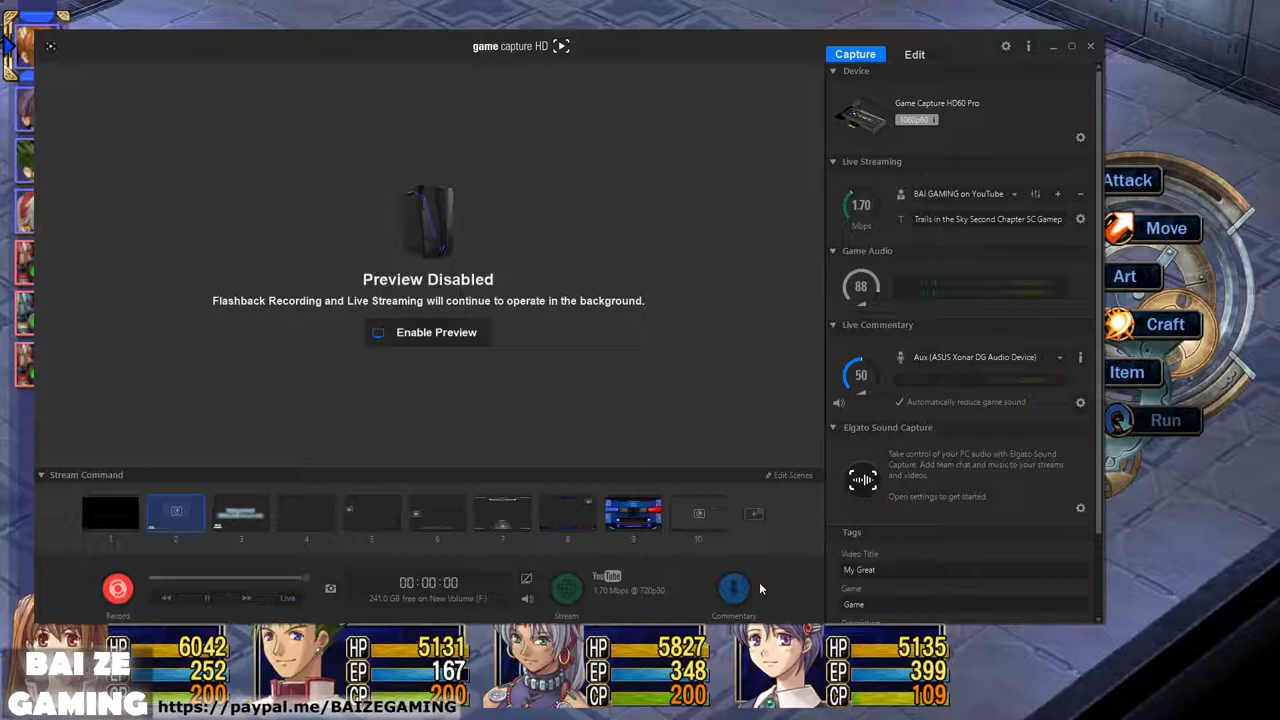 game capture HD
Capture
Edit
Device
Game Capture HD60 Pro
1080p60 i
Live Streaming
BAI GAMING on YouTube
1.70
Mbps
Trails in the Sky Second Chapter SC Gamep
Game Audio
88
Preview Disabled
Flashback Recording and Live Streaming will continue to operate in the background.
Enable Preview
Live Commentary
Aux (ASUS Xonar DG Audio Device)
50
Automatically reduce game sound
Elgato Sound Capture
Take control of your PC audio with Elgato Sound
Capture. Add team chat and music to your streams
and videos.
Open settings to get started.
Stream Command
Edit Scenes
1
2
3
4
5
6
7
8
9
10
Tags
Video Title
My Great
Game
Game
00:00:00
241.0 GB free on New Volume (F:)
Live
YouTube
1.70 Mbps @ 720p30
Record
Stream
Commentary
Attack
Move
Art
Craft
Item
Run
HP 6042
EP 252
CP 200
HP 5131
EP 167
CP 200
HP 5827
EP 348
CP 200
HP 5135
EP 399
CP 109
BAI ZE
GAMING
https://paypal.me/BAIZEGAMING